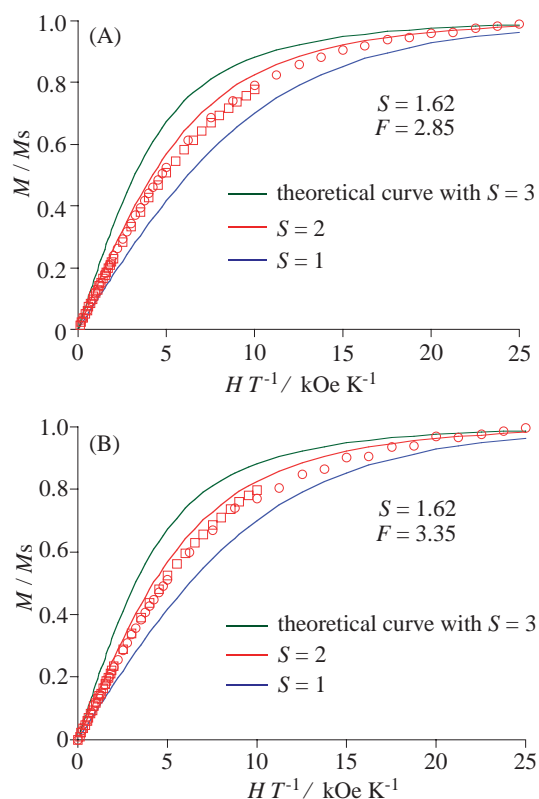 (A)
1.0
0.8
0.6
0.4
0.2
0
M / Ms
S = 1.62
F = 2.85
theoretical curve with S = 3
S = 2
S = 1
0 5 10 15 20 25
H T⁻¹ / kOe K⁻¹
(B)
1.0
0.8
0.6
0.4
0.2
0
M / Ms
S = 1.62
F = 3.35
theoretical curve with S = 3
S = 2
S = 1
0 5 10 15 20 25
H T⁻¹ / kOe K⁻¹